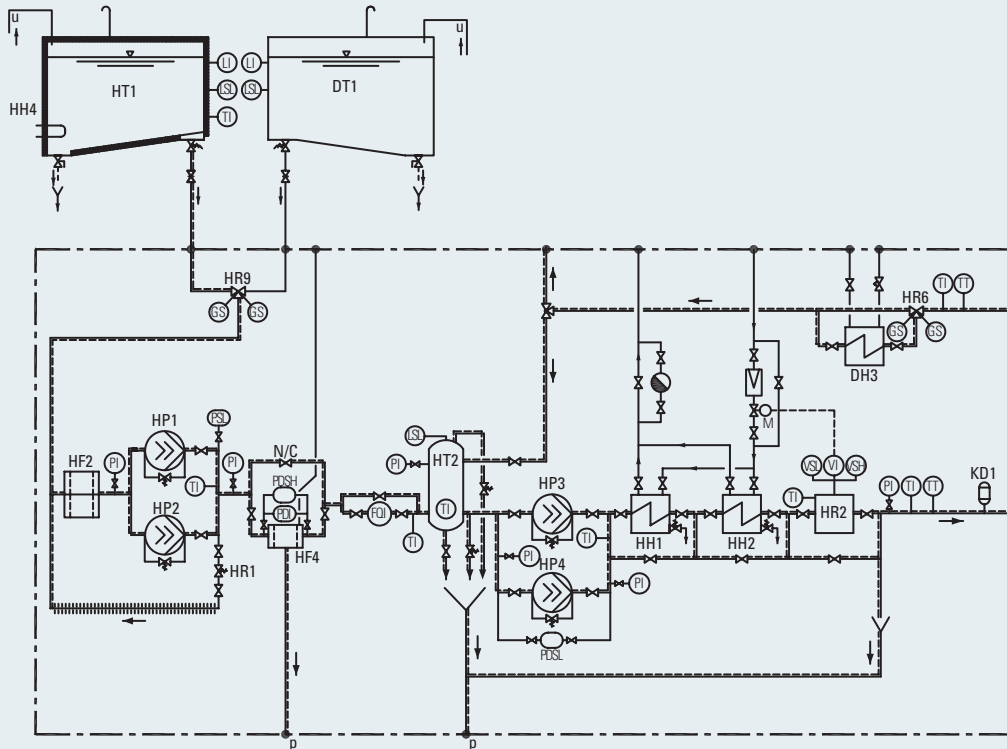 u
u
HT1
DT1
LI
LI
LSL
LSL
TI
HH4
HR9
GS
GS
HR6
TI
TT
GS
GS
DH3
M
HP1
PSL
N/C
HF2
PI
PI
TI
PDSH
PDI
HP2
HF4
HR1
FQI
TI
LSL
PI
HT2
TI
HP3
TI
PI
HP4
PI
PDSL
HH1
HH2
VSL
VI
VSH
TI
HR2
PI
TI
TT
KD1
p
p